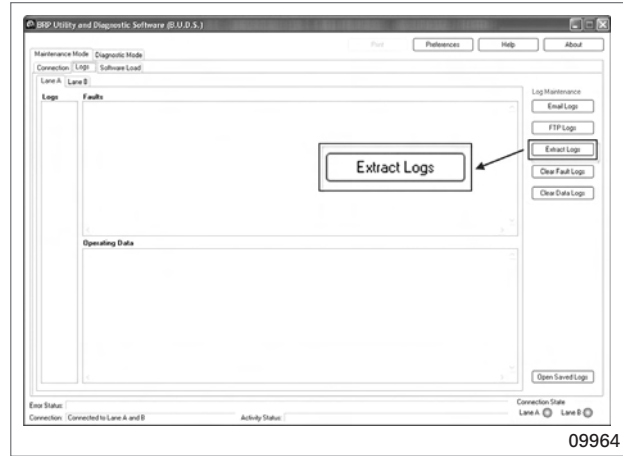 BRP Utility and Diagnostic Software (B.U.D.S.)
Print Preferences Help About
Maintenance Mode Diagnostic Mode
Connection Logs Software Load
Lane A Lane B
Logs Faults
Log Maintenance
Email Logs
FTP Logs
Extract Logs
Extract Logs
Clear Fault Logs
Clear Data Logs
Operating Data
Open Saved Logs
Error Status:
Connection State
Connection: Connected to Lane A and B Activity Status:
Lane A Lane B
09964